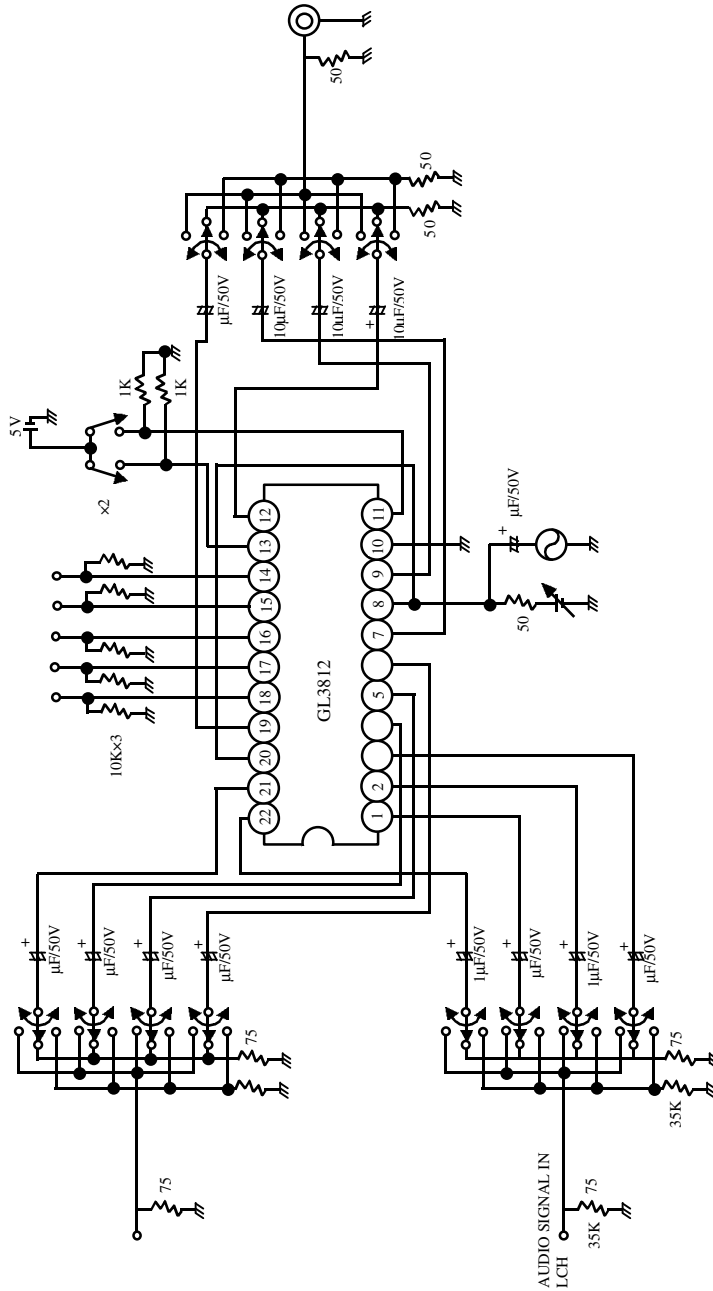 50
50
50
µF/50V
10µF/50V
10uF/50V
+
10uF/50V
5V
1K
1K
×2
12
13
14
15
16
17
18
19
20
21
22
11
10
9
8
7
5
2
1
GL3812
10K×3
+
µF/50V
50
+
µF/50V
+
µF/50V
+
µF/50V
+
µF/50V
+
1µF/50V
+
µF/50V
+
1µF/50V
+
µF/50V
75
75
75
35K
75
35K
AUDIO SIGNAL IN
LCH